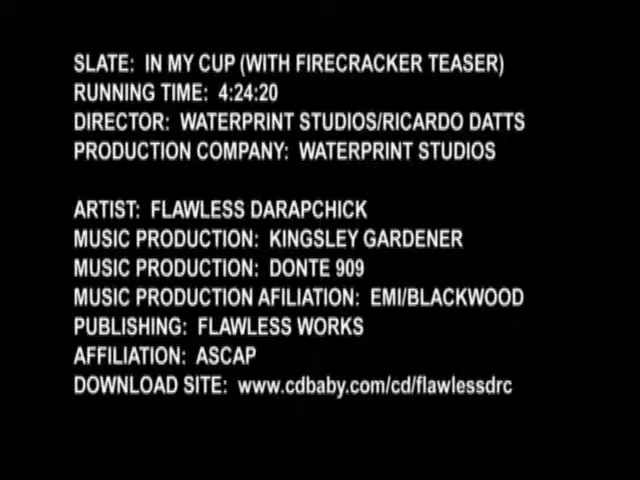 SLATE: IN MY CUP (WITH FIRECRACKER TEASER)
RUNNING TIME: 4:24:20
DIRECTOR: WATERPRINT STUDIOS/RICARDO DATTS
PRODUCTION COMPANY: WATERPRINT STUDIOS
ARTIST: FLAWLESS DARAPCHICK
MUSIC PRODUCTION: KINGSLEY GARDENER
MUSIC PRODUCTION: DONTE 909
MUSIC PRODUCTION AFILIATION: EMI/BLACKWOOD
PUBLISHING: FLAWLESS WORKS
AFFILIATION: ASCAP
DOWNLOAD SITE: www.cdbaby.com/cd/flawlessdrc